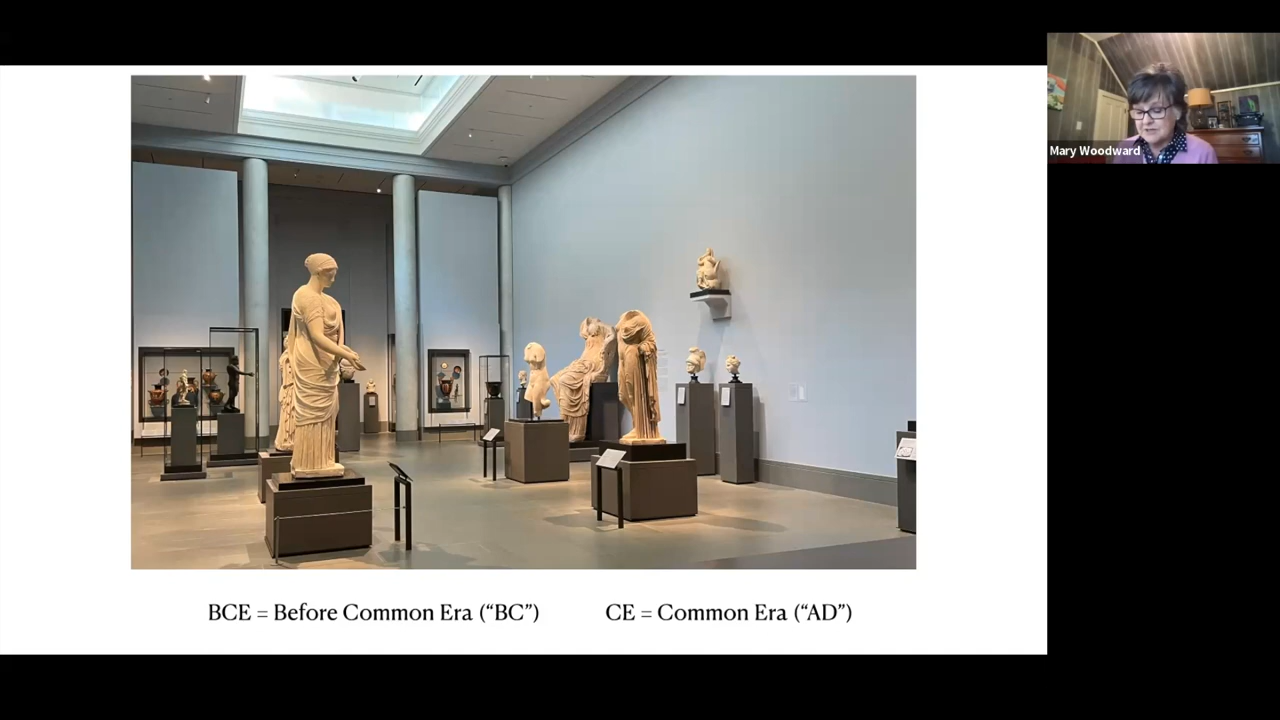 Mary Woodward
BCE = Before Common Era (“BC”)
CE = Common Era (“AD”)